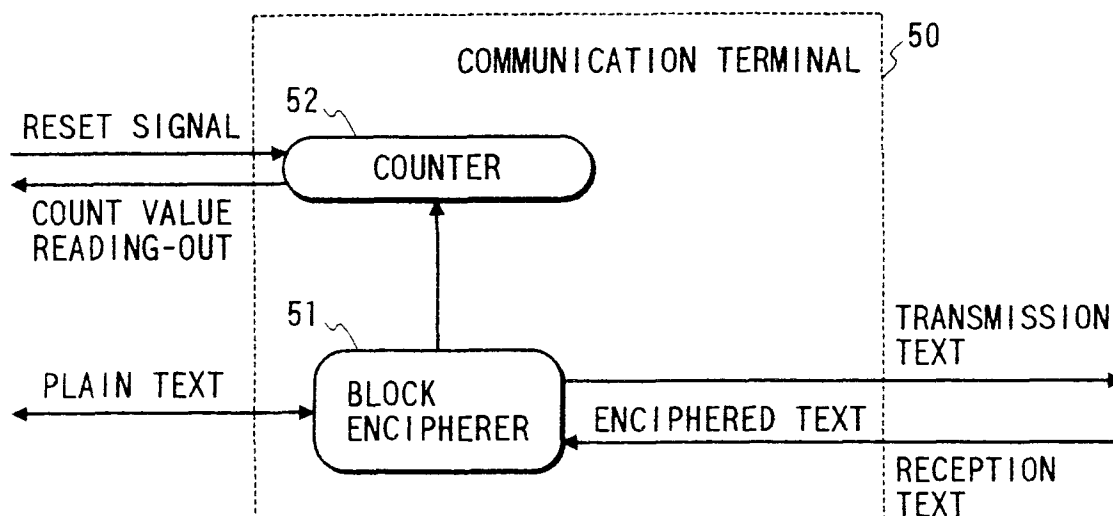 50
COMMUNICATION TERMINAL
52
RESET SIGNAL
COUNTER
COUNT VALUE
READING-OUT
51
TRANSMISSION
TEXT
PLAIN TEXT
BLOCK
ENCIPHERER
ENCIPHERED TEXT
RECEPTION
TEXT